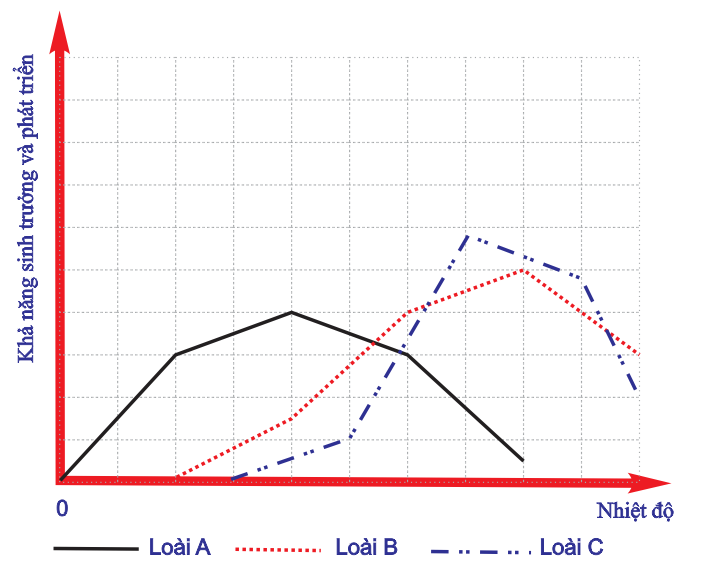 Khả năng sinh trưởng và phát triển
0
Nhiệt độ
Loài A
Loài B
Loài C